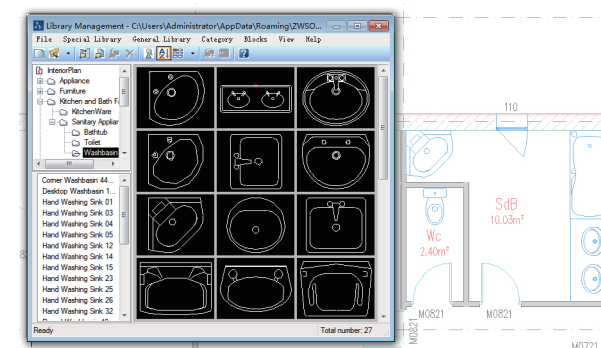 Library Management - C:\Users\Administrator\AppData\Roaming\ZWSO...
File Special Library General Library Category Blocks View Help
InteriorPlan
Appliance
Furniture
Kitchen and Bath Fi
KitchenWare
Sanitary Applian
Bathtub
Toilet
Washbasin
Corner Washbasin 44...
Desktop Washbasin 1...
Hand Washing Sink 01
Hand Washing Sink 03
Hand Washing Sink 04
Hand Washing Sink 05
Hand Washing Sink 12
Hand Washing Sink 14
Hand Washing Sink 15
Hand Washing Sink 23
Hand Washing Sink 25
Hand Washing Sink 26
Hand Washing Sink 32
Ready
Total number: 27
110
SdB
10.03m²
Wc
2.40m²
M0821
M0821
M0821
M0721